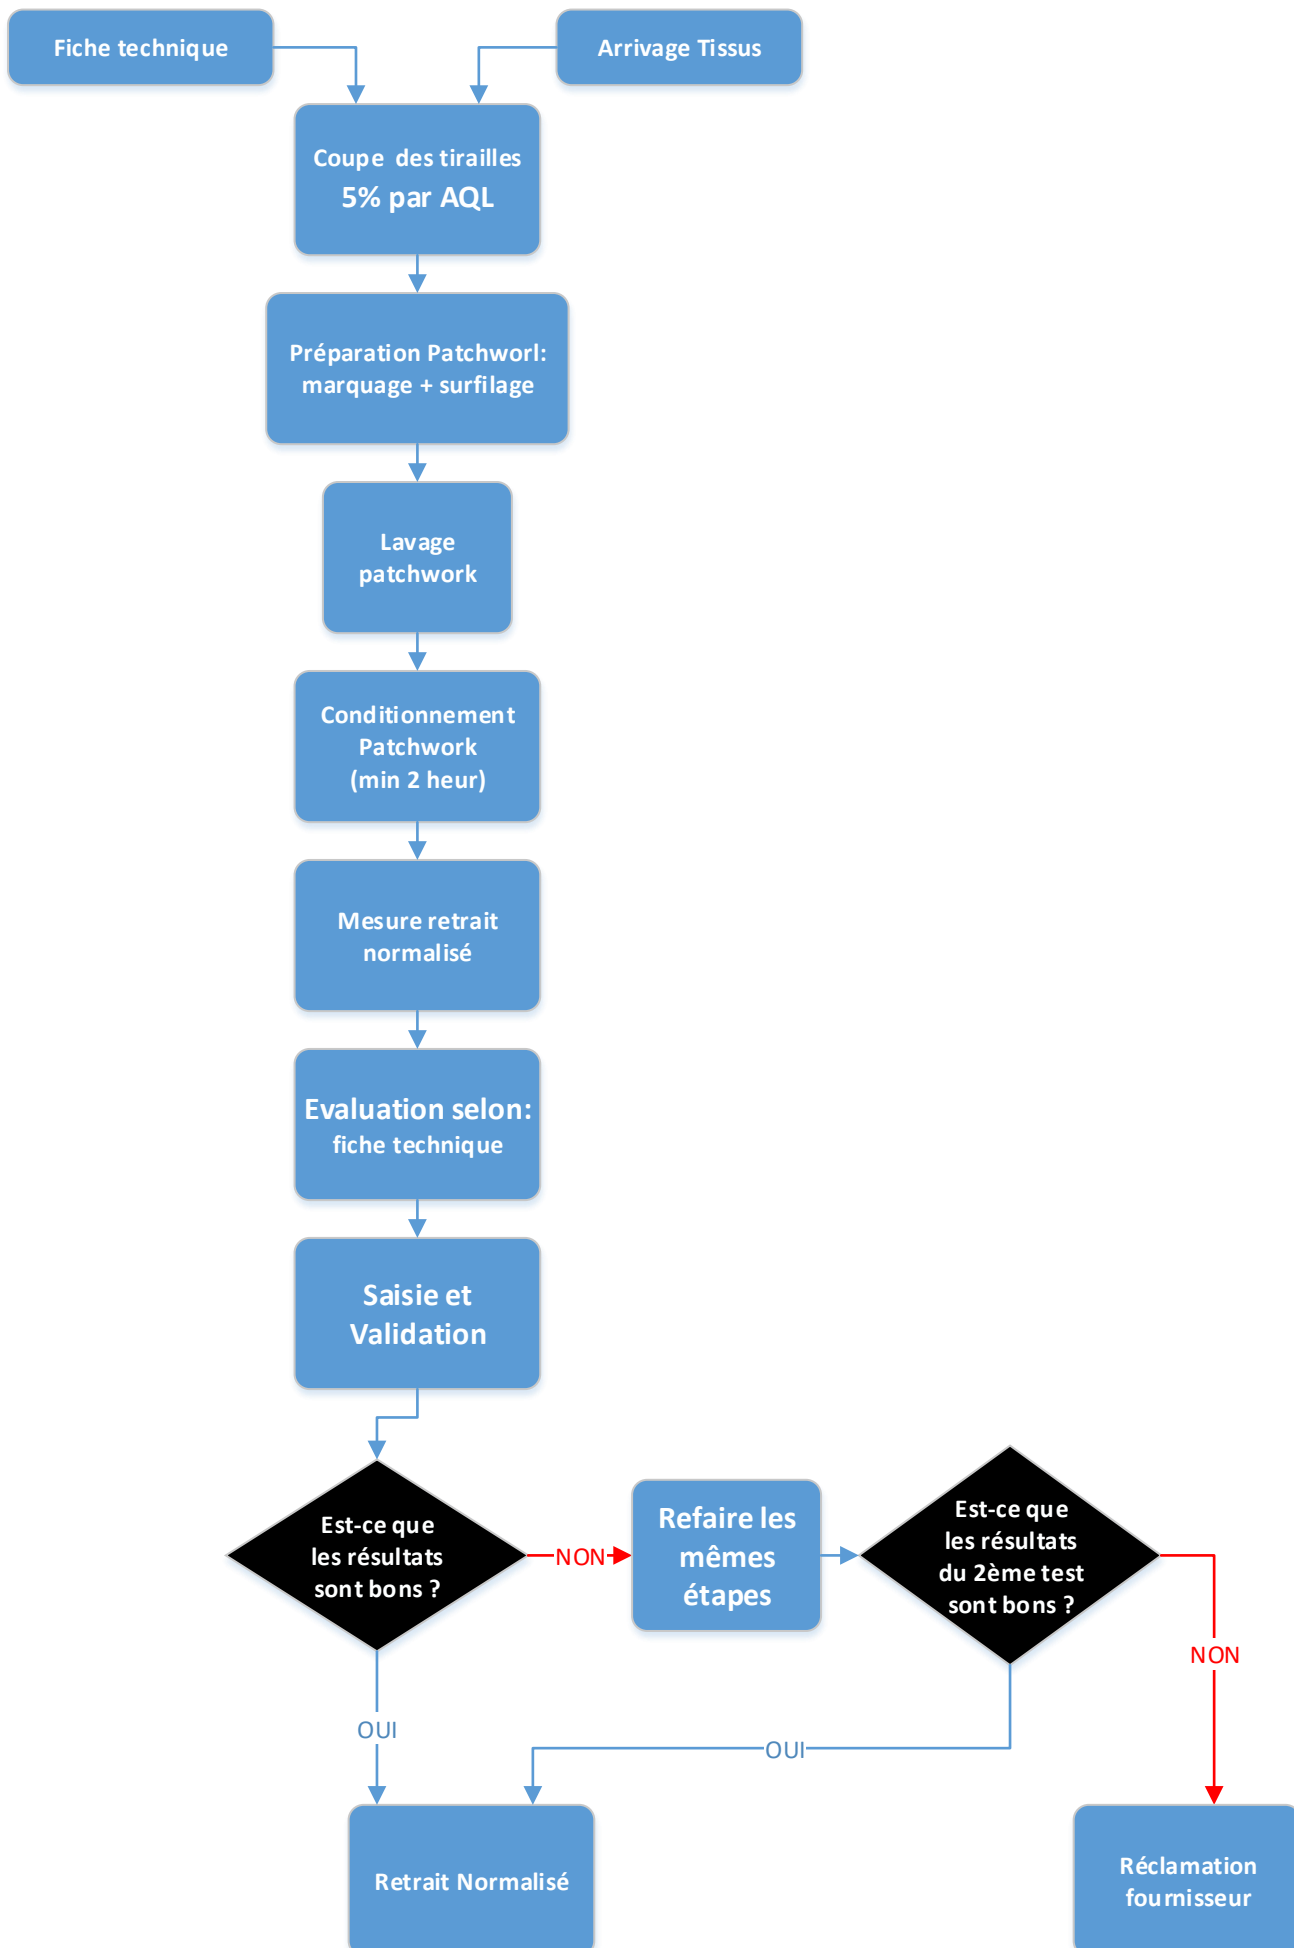 Fiche technique
Arrivage Tissus
Coupe des tirailles
5% par AQL
Préparation Patchworl:
marquage + surfilage
Lavage
patchwork
Conditionnement
Patchwork
(min 2 heur)
Mesure retrait
normalisé
Evaluation selon:
fiche technique
Saisie et
Validation
Est-ce que
les résultats
sont bons ?
NON
Refaire les
mêmes
étapes
Est-ce que
les résultats
du 2ème test
sont bons ?
NON
OUI
OUI
Retrait Normalisé
Réclamation
fournisseur